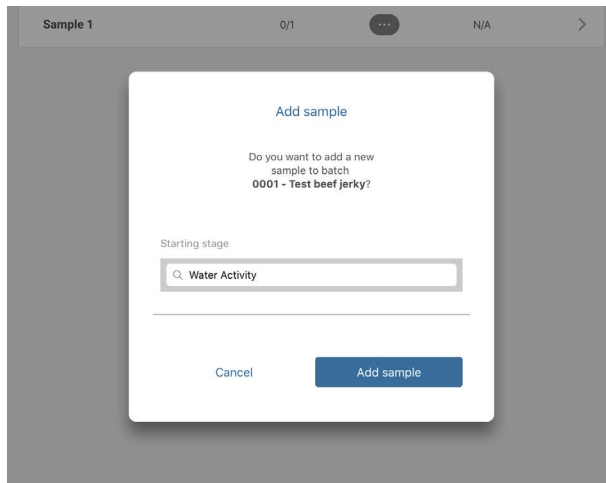 Sample 1 0/1 ... N/A
Add sample
Do you want to add a new
sample to batch
0001 - Test beef jerky?
Starting stage
Water Activity
Cancel Add sample